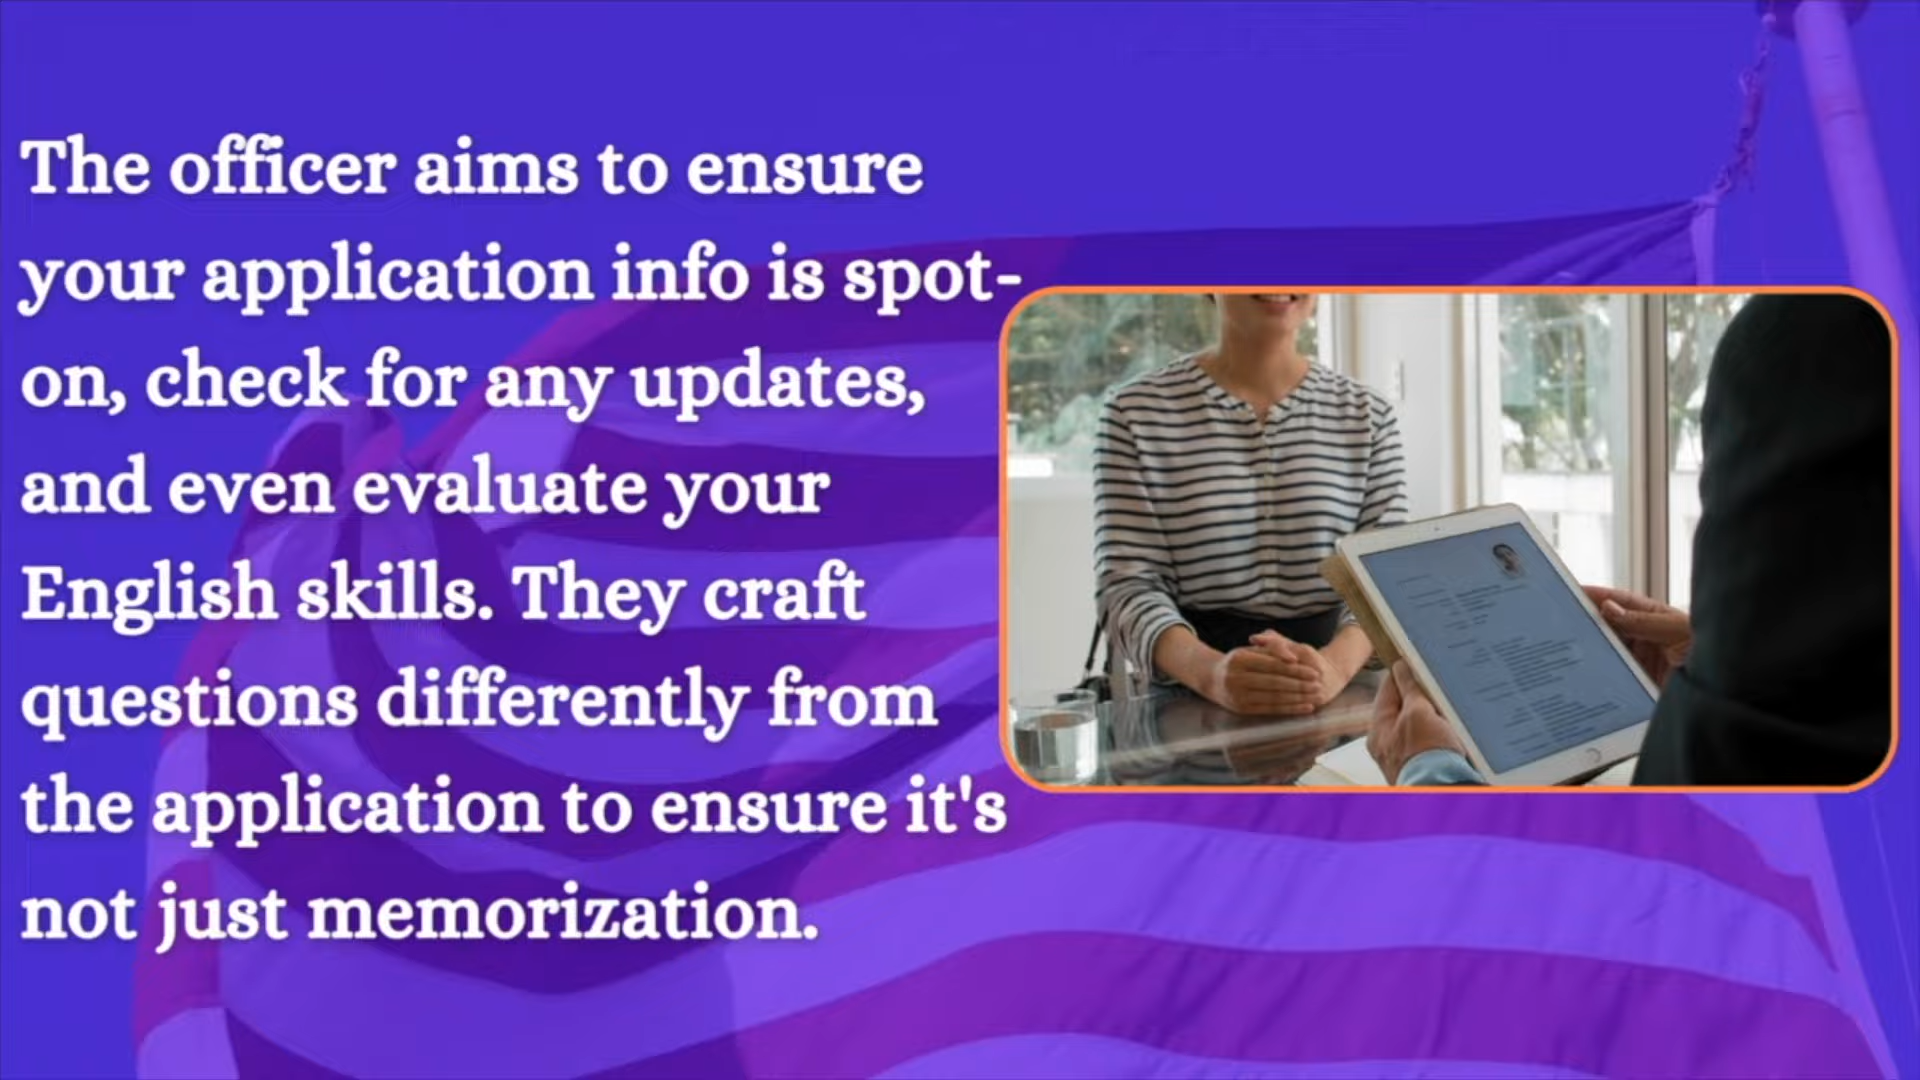 The officer aims to ensure
your application info is spot-
on, check for any updates,
and even evaluate your
English skills. They craft
questions differently from
the application to ensure it's
not just memorization.